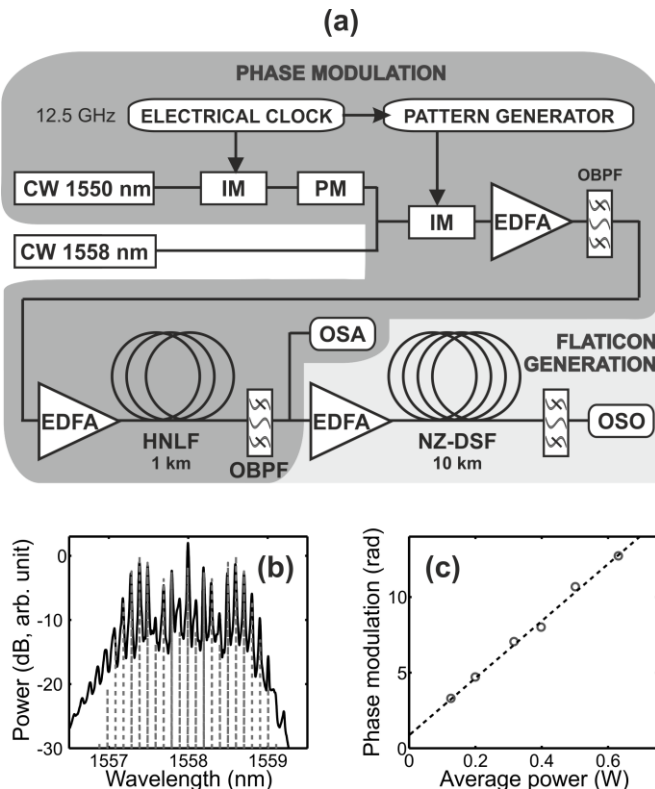 (a)
PHASE MODULATION
12.5 GHz ELECTRICAL CLOCK PATTERN GENERATOR
OBPF
CW 1550 nm IM PM
IM EDFA
CW 1558 nm
OSA FLATICON
GENERATION
EDFA EDFA OSO
HNLF NZ-DSF
1 km OBPF 10 km
(b)
0
-10
-20
-30
Power (dB, arb. unit)
1557 1558 1559
Wavelength (nm)
(c)
10
5
0
Phase modulation (rad)
0 0.2 0.4 0.6
Average power (W)